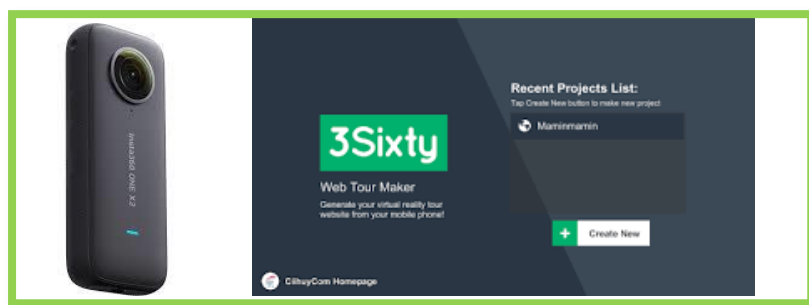 Insta360 ONE X2
3Sixty
Web Tour Maker
Generate your virtual reality tour
website from your mobile phone!
CilhuyCom Homepage
Recent Projects List:
Tap Create New button to make new project
Maminmamin
+ Create New